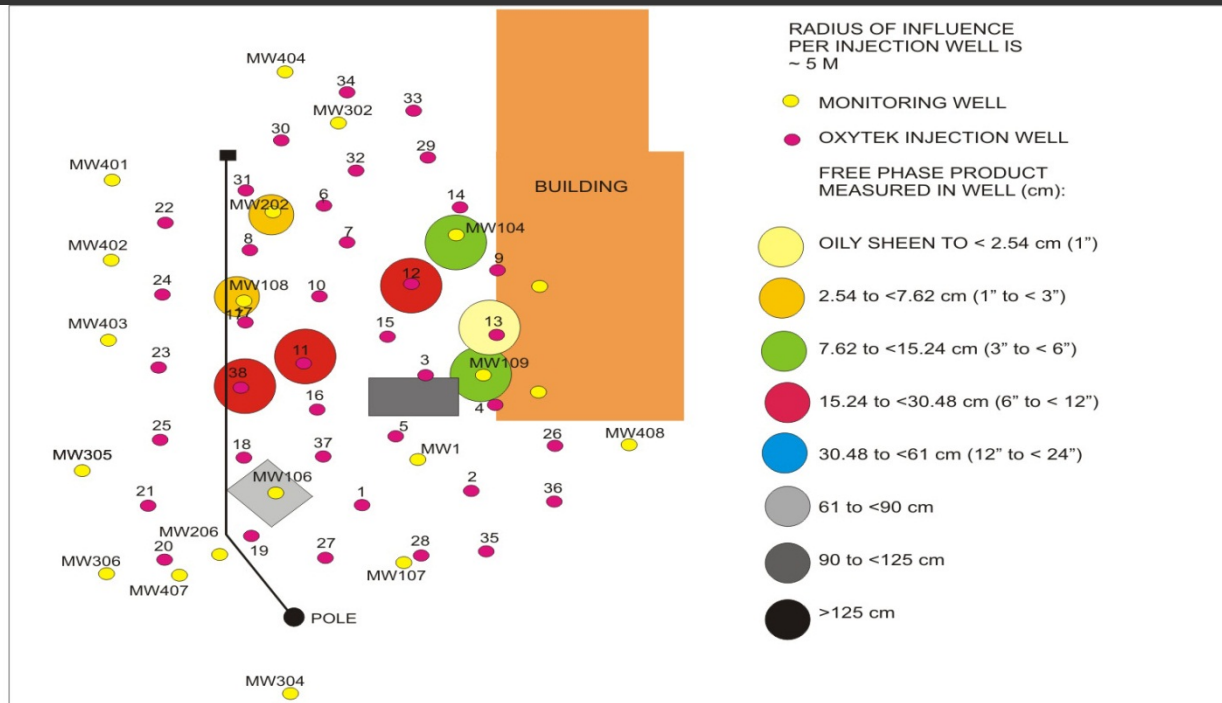 MW404
34
33
MW302
30
29
32
MW401
31
6
14
22
MW202
MW104
8
7
MW402
9
12
24
MW108
10
17
13
15
MW403
11
3
23
MW109
38
16
4
5
25
18
37
MW1
26
MW408
MW305
MW106
2
36
21
1
MW206
19
20
27
28
35
MW306
MW107
MW407
POLE
MW304
BUILDING
RADIUS OF INFLUENCE
PER INJECTION WELL IS
~ 5 M
MONITORING WELL
OXYTEK INJECTION WELL
FREE PHASE PRODUCT
MEASURED IN WELL (cm):
OILY SHEEN TO < 2.54 cm (1”)
2.54 to <7.62 cm (1” to < 3”)
7.62 to <15.24 cm (3” to < 6”)
15.24 to <30.48 cm (6” to < 12”)
30.48 to <61 cm (12” to < 24”)
61 to <90 cm
90 to <125 cm
>125 cm